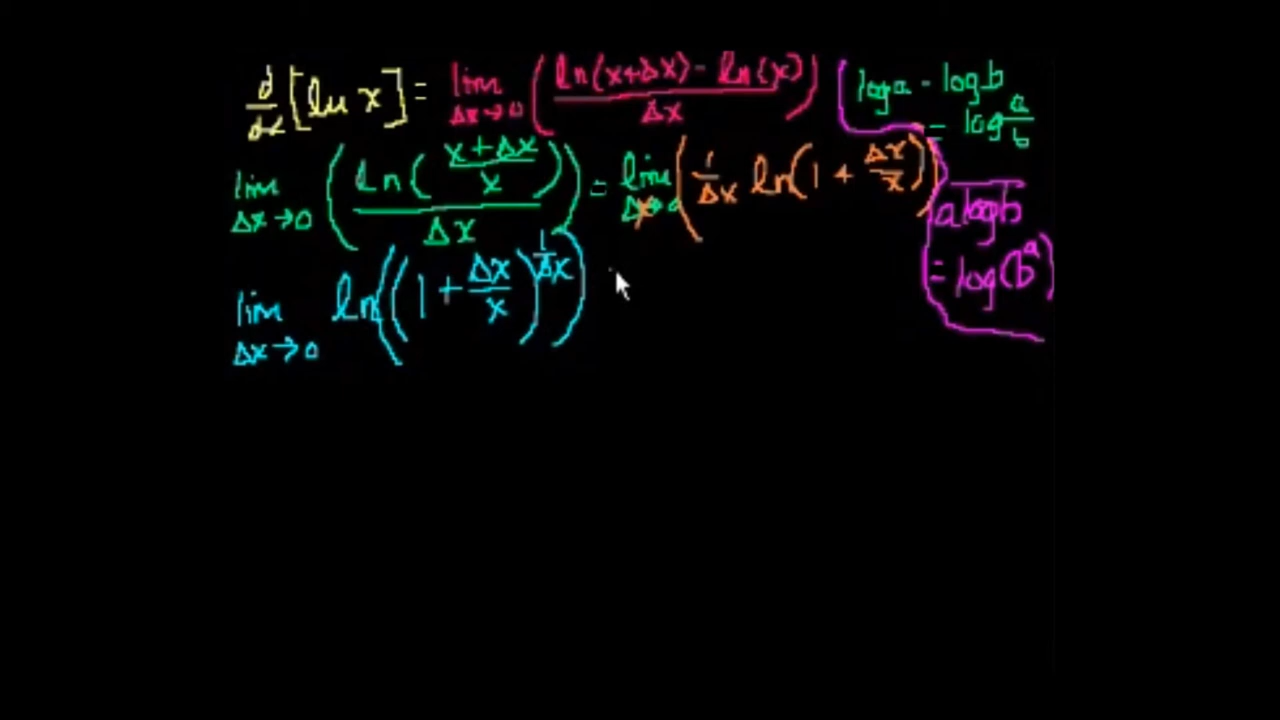 d/dx [ln x] = lim Δx→0 ( (ln(x+Δx) - ln(x)) / Δx )
log a - log b
= log a/b
lim Δx→0 ( ln( (x+Δx)/x ) / Δx ) = lim Δx→0 ( 1/Δx ln(1 + Δx/x) )
a log b
= log(b^a)
lim Δx→0 ln((1 + Δx/x)^(1/Δx))